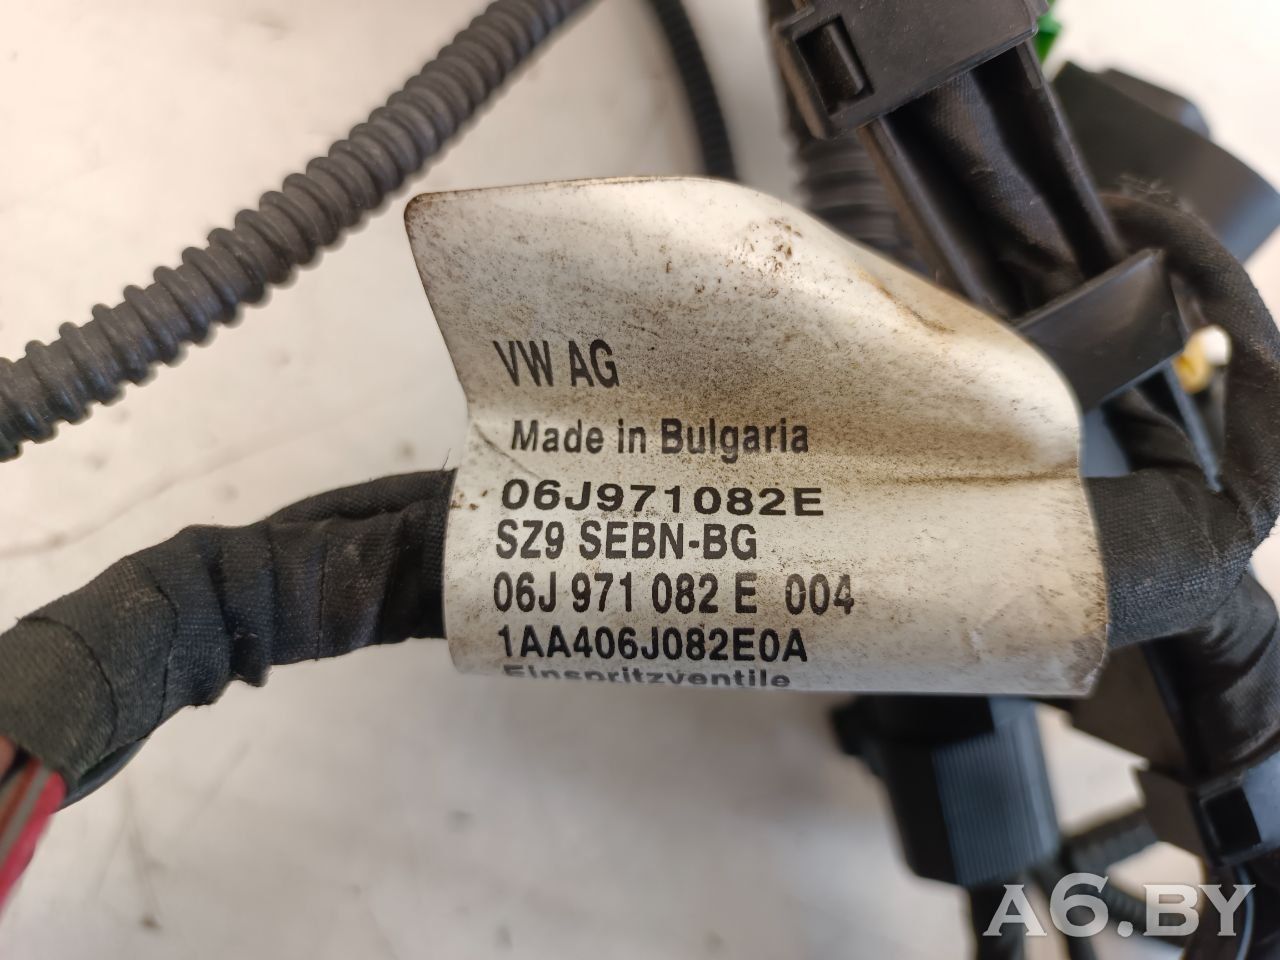 VW AG
Made in Bulgaria
06J971082E
SZ9 SEBN-BG
06J 971 082 E 004
1AA406J082E0A
Einspritzventile
A6.BY